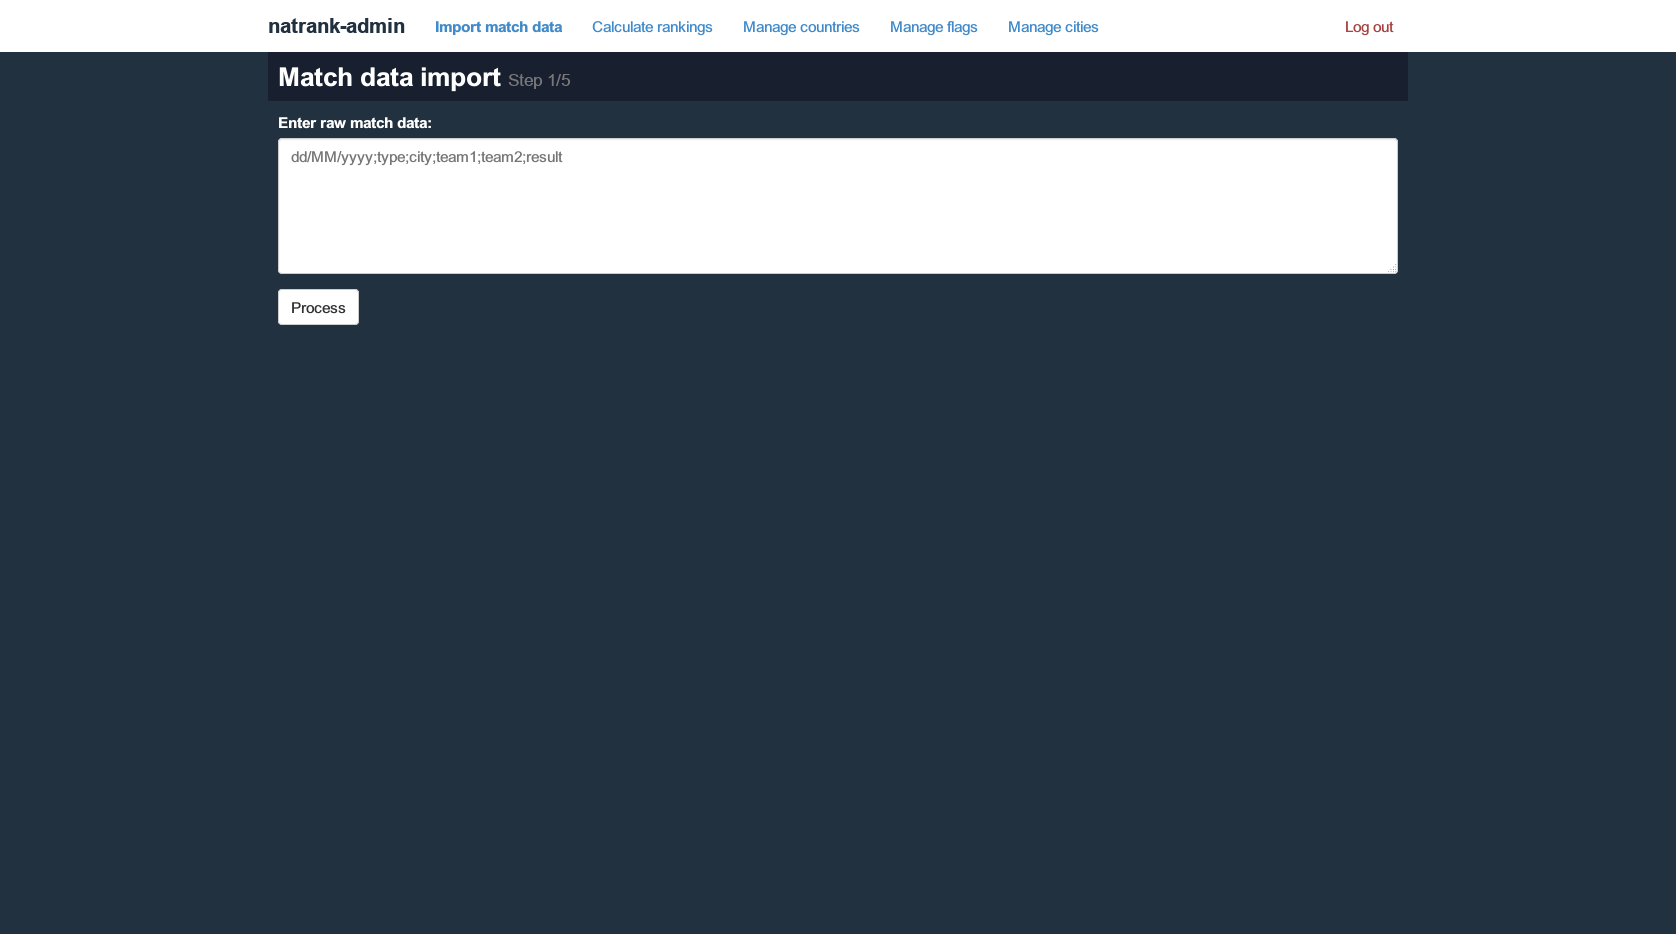 natrank-admin Import match data Calculate rankings Manage countries Manage flags Manage cities Log out
Match data import Step 1/5
Enter raw match data:
dd/MM/yyyy;type;city;team1;team2;result
Process